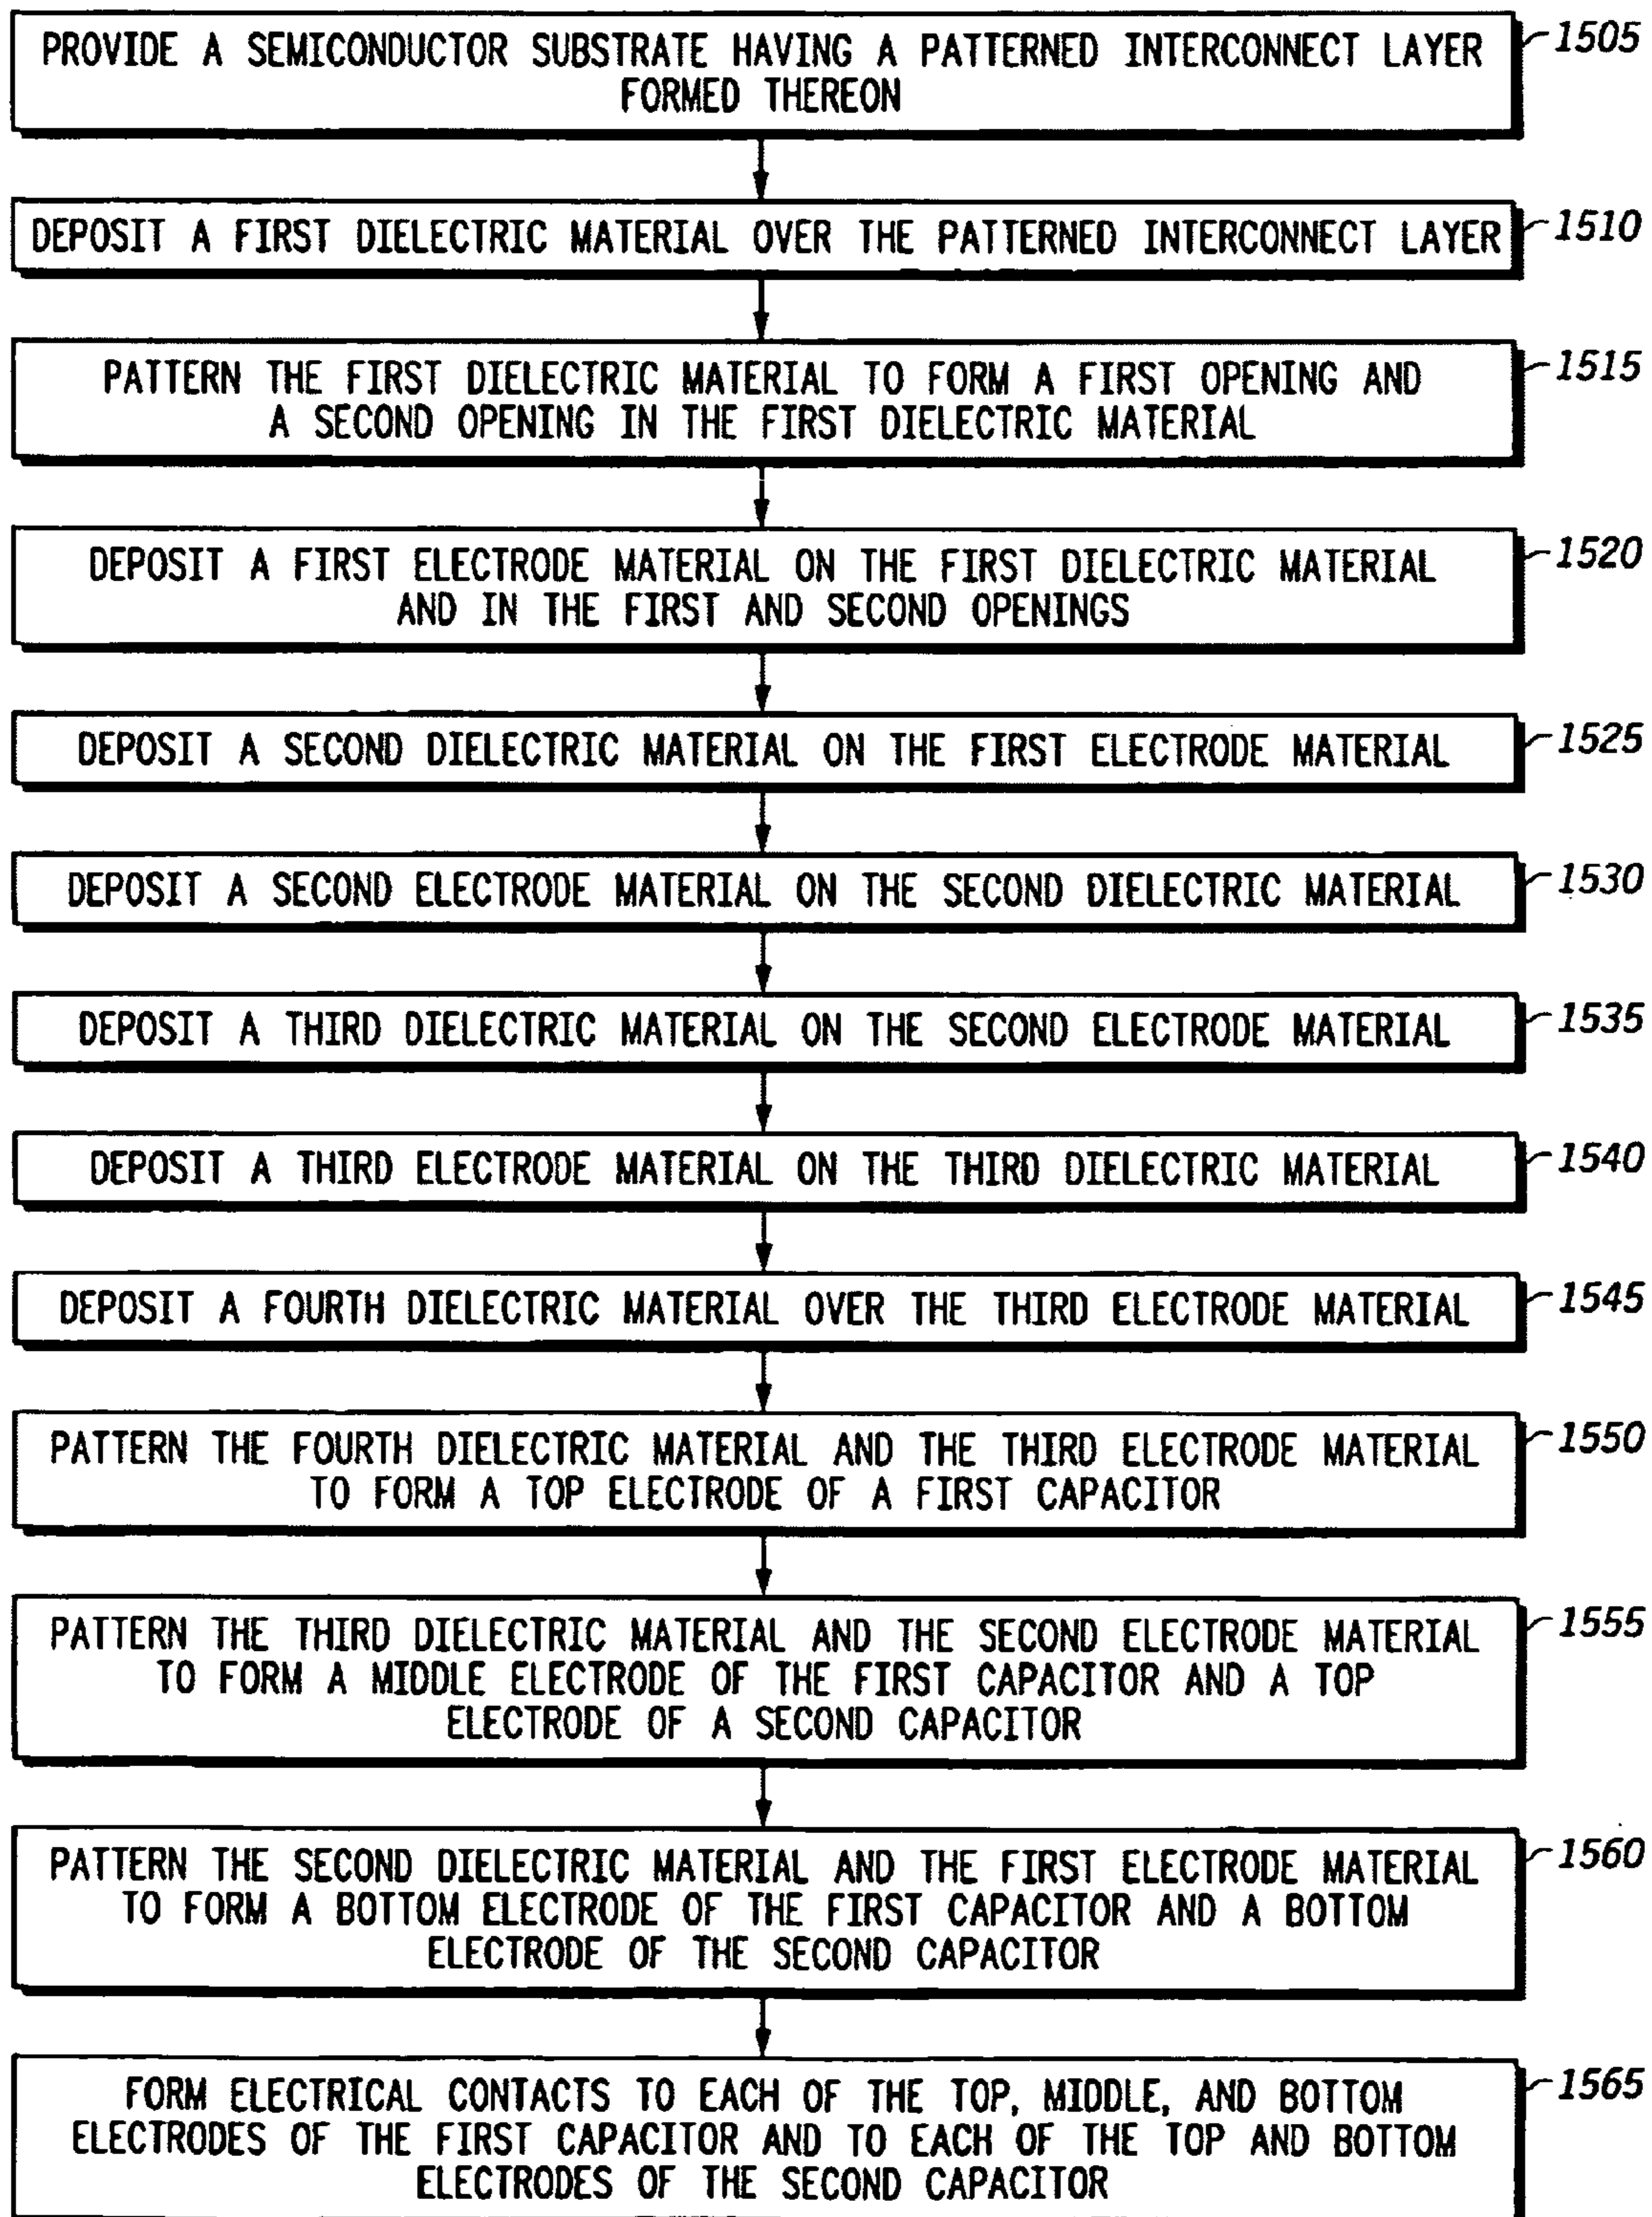 PROVIDE A SEMICONDUCTOR SUBSTRATE HAVING A PATTERNED INTERCONNECT LAYER
FORMED THEREON
1505
DEPOSIT A FIRST DIELECTRIC MATERIAL OVER THE PATTERNED INTERCONNECT LAYER
1510
PATTERN THE FIRST DIELECTRIC MATERIAL TO FORM A FIRST OPENING AND
A SECOND OPENING IN THE FIRST DIELECTRIC MATERIAL
1515
DEPOSIT A FIRST ELECTRODE MATERIAL ON THE FIRST DIELECTRIC MATERIAL
AND IN THE FIRST AND SECOND OPENINGS
1520
DEPOSIT A SECOND DIELECTRIC MATERIAL ON THE FIRST ELECTRODE MATERIAL
1525
DEPOSIT A SECOND ELECTRODE MATERIAL ON THE SECOND DIELECTRIC MATERIAL
1530
DEPOSIT A THIRD DIELECTRIC MATERIAL ON THE SECOND ELECTRODE MATERIAL
1535
DEPOSIT A THIRD ELECTRODE MATERIAL ON THE THIRD DIELECTRIC MATERIAL
1540
DEPOSIT A FOURTH DIELECTRIC MATERIAL OVER THE THIRD ELECTRODE MATERIAL
1545
PATTERN THE FOURTH DIELECTRIC MATERIAL AND THE THIRD ELECTRODE MATERIAL
TO FORM A TOP ELECTRODE OF A FIRST CAPACITOR
1550
PATTERN THE THIRD DIELECTRIC MATERIAL AND THE SECOND ELECTRODE MATERIAL
TO FORM A MIDDLE ELECTRODE OF THE FIRST CAPACITOR AND A TOP
ELECTRODE OF A SECOND CAPACITOR
1555
PATTERN THE SECOND DIELECTRIC MATERIAL AND THE FIRST ELECTRODE MATERIAL
TO FORM A BOTTOM ELECTRODE OF THE FIRST CAPACITOR AND A BOTTOM
ELECTRODE OF THE SECOND CAPACITOR
1560
FORM ELECTRICAL CONTACTS TO EACH OF THE TOP, MIDDLE, AND BOTTOM
ELECTRODES OF THE FIRST CAPACITOR AND TO EACH OF THE TOP AND BOTTOM
ELECTRODES OF THE SECOND CAPACITOR
1565